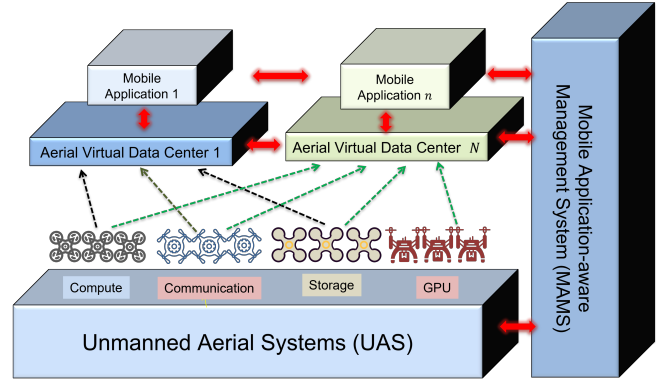 Mobile
Application 1
Mobile
Application n
Aerial Virtual Data Center 1
Aerial Virtual Data Center N
Compute
Communication
Storage
GPU
Unmanned Aerial Systems (UAS)
Mobile Application-aware
Management System (MAMS)